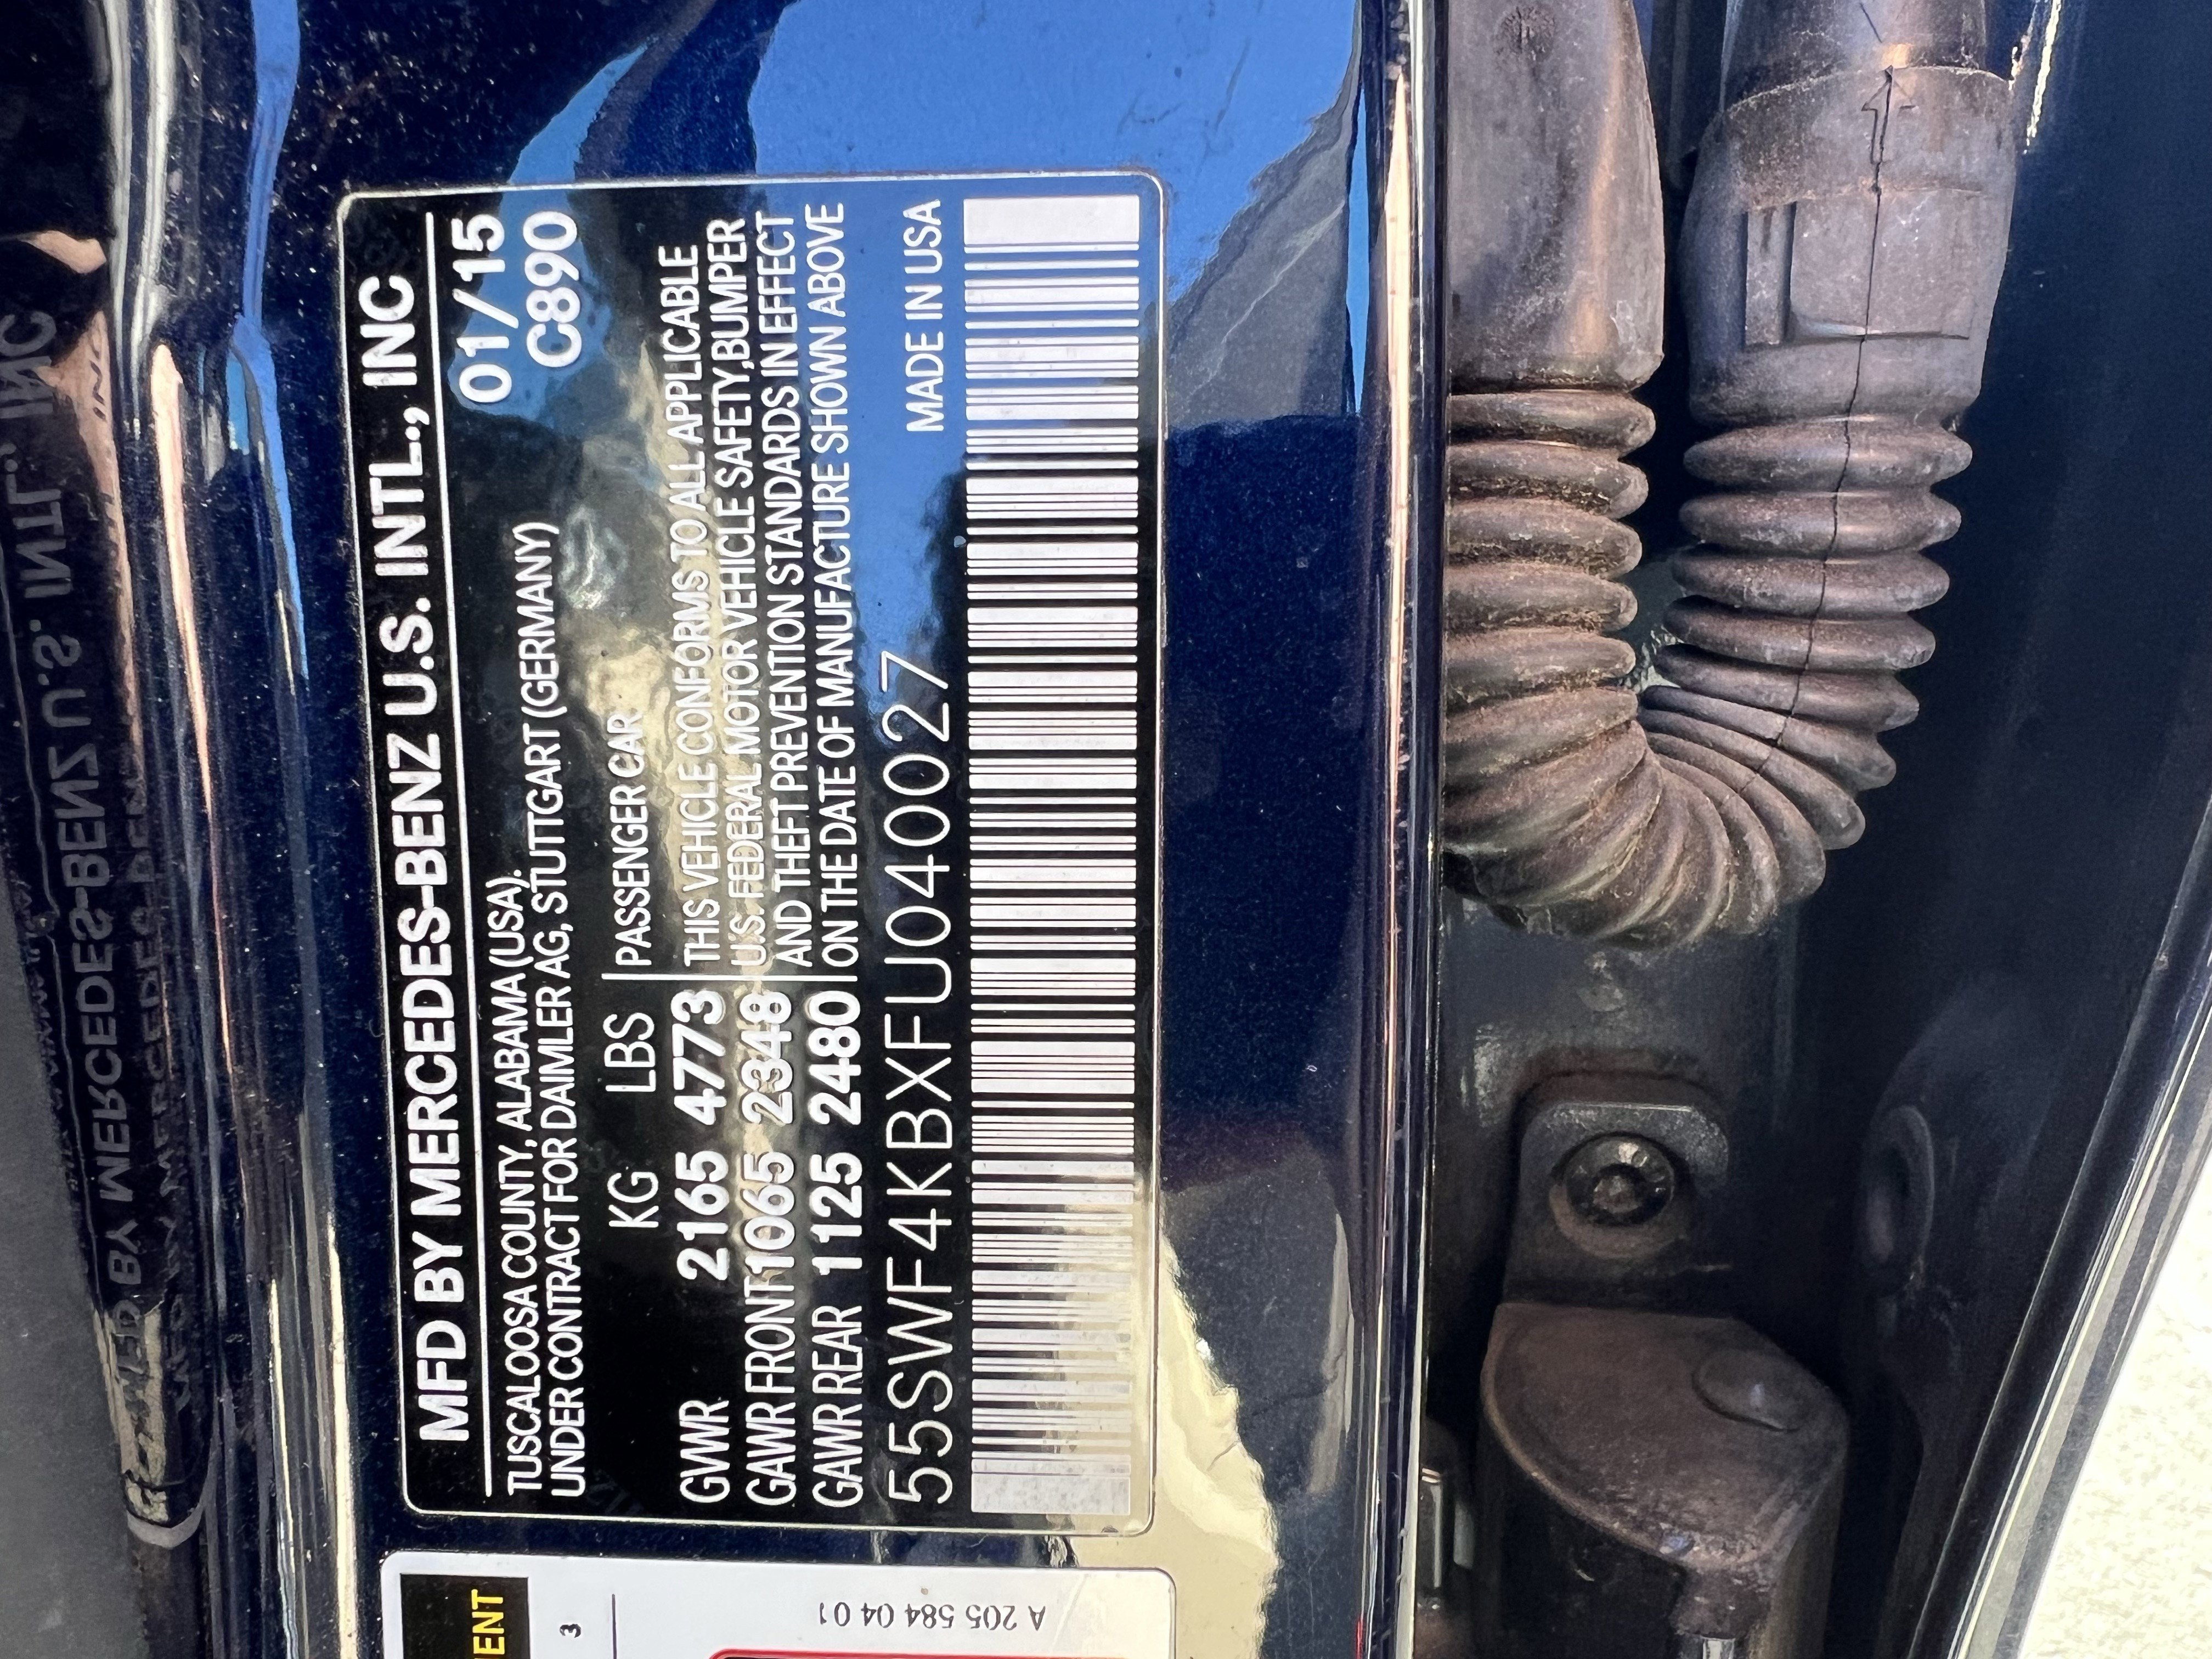 MFD BY MERCEDES-BENZ U.S. INTL., INC
TUSCALOOSA COUNTY, ALABAMA (USA). 01/15
UNDER CONTRACT FOR DAIMLER AG, STUTTGART (GERMANY) C890
KG LBS PASSENGER CAR
GVWR 2165 4773 THIS VEHICLE CONFORMS TO ALL APPLICABLE
GAWR FRONT 1065 2348 U.S. FEDERAL MOTOR VEHICLE SAFETY,BUMPER
GAWR REAR 1125 2480 AND THEFT PREVENTION STANDARDS IN EFFECT
ON THE DATE OF MANUFACTURE SHOWN ABOVE
55SWF4KBXFU040027 MADE IN USA
ENT
3
A 205 584 04 01